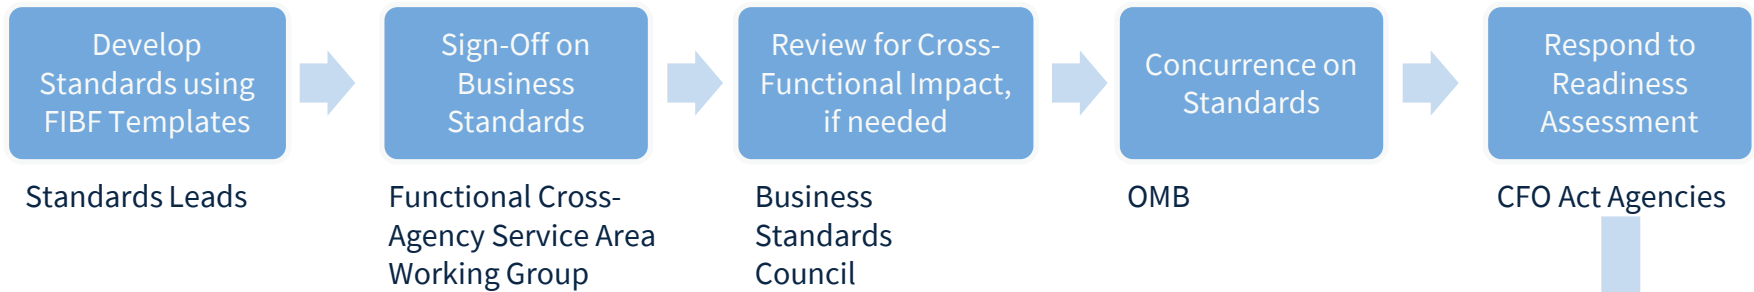 Develop
Standards using
FIBF Templates
Sign-Off on
Business
Standards
Review for Cross-
Functional Impact,
if needed
Concurrence on
Standards
Respond to
Readiness
Assessment
Standards Leads
Functional Cross-
Agency Service Area
Working Group
Business
Standards
Council
OMB
CFO Act Agencies